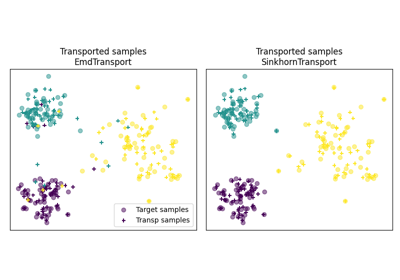 Transported samples
EmdTransport
Transported samples
SinkhornTransport
Target samples
Transp samples